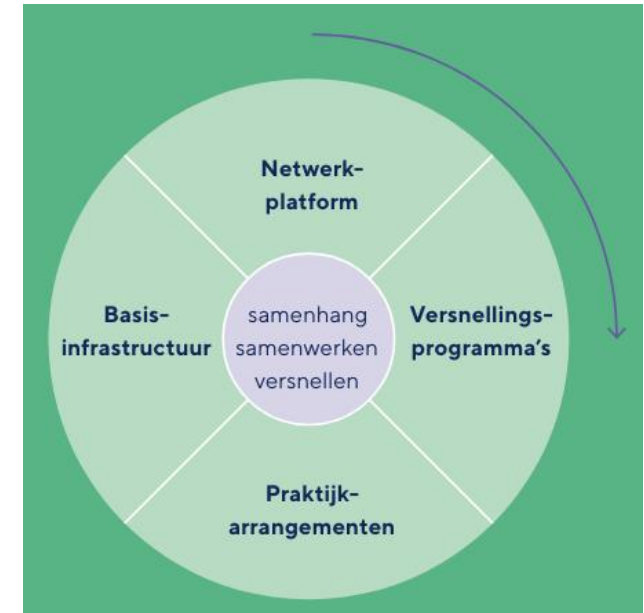 Netwerk-
platform
Basis-
infrastructuur
samenhang
samenwerken
versnellen
Versnellings-
programma's
Praktijk-
arrangementen